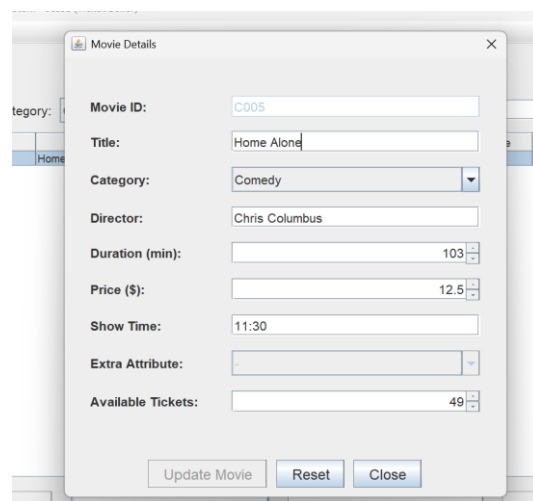 Movie Details
tegory:
Home
Movie ID: C005
Title: Home Alone
Category: Comedy
Director: Chris Columbus
Duration (min): 103
Price ($): 12.5
Show Time: 11:30
Extra Attribute: -
Available Tickets: 49
Update Movie Reset Close